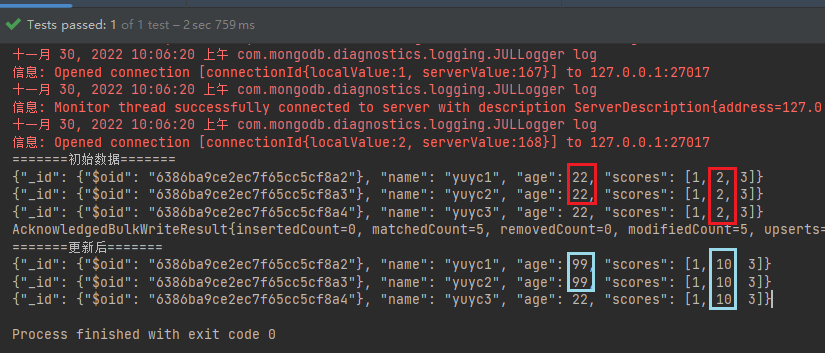 Tests passed: 1 of 1 test – 2 sec 759 ms
十一月 30, 2022 10:06:20 上午 com.mongodb.diagnostics.logging.JULLogger log
信息: Opened connection [connectionId{localValue:1, serverValue:167}] to 127.0.0.1:27017
十一月 30, 2022 10:06:20 上午 com.mongodb.diagnostics.logging.JULLogger log
信息: Monitor thread successfully connected to server with description ServerDescription{address=127.0
十一月 30, 2022 10:06:20 上午 com.mongodb.diagnostics.logging.JULLogger log
信息: Opened connection [connectionId{localValue:2, serverValue:168}] to 127.0.0.1:27017
=======初始数据=======
{"_id": {"$oid": "6386ba9ce2ec7f65cc5cf8a2"}, "name": "yuyc1", "age": 22, "scores": [1, 2, 3]}
{"_id": {"$oid": "6386ba9ce2ec7f65cc5cf8a3"}, "name": "yuyc2", "age": 22, "scores": [1, 2, 3]}
{"_id": {"$oid": "6386ba9ce2ec7f65cc5cf8a4"}, "name": "yuyc3", "age": 22, "scores": [1, 2, 3]}
AcknowledgedBulkWriteResult{insertedCount=0, matchedCount=5, removedCount=0, modifiedCount=5, upserts=
=======更新后=======
{"_id": {"$oid": "6386ba9ce2ec7f65cc5cf8a2"}, "name": "yuyc1", "age": 99, "scores": [1, 10 3]}
{"_id": {"$oid": "6386ba9ce2ec7f65cc5cf8a3"}, "name": "yuyc2", "age": 99, "scores": [1, 10 3]}
{"_id": {"$oid": "6386ba9ce2ec7f65cc5cf8a4"}, "name": "yuyc3", "age": 22, "scores": [1, 10 3]}
Process finished with exit code 0